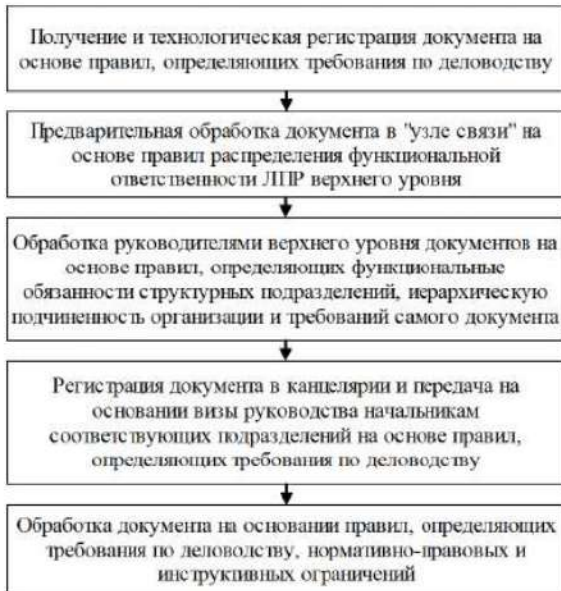 Получение и технологическая регистрация документа на
основе правил, определяющих требования по деловодству
Предварительная обработка документа в "узле связи" на
основе правил распределения функциональной
ответственности ЛПР верхнего уровня
Обработка руководителями верхнего уровня документов на
основе правил, определяющих функциональные
обязанности структурных подразделений, иерархическую
подчиненность организации и требований самого документа
Регистрация документа в канцелярии и передача на
основании визы руководства начальникам
соответствующих подразделений на основе правил,
определяющих требования по деловодству
Обработка документа на основании правил, определяющих
требования по деловодству, нормативно-правовых и
инструктивных ограничений